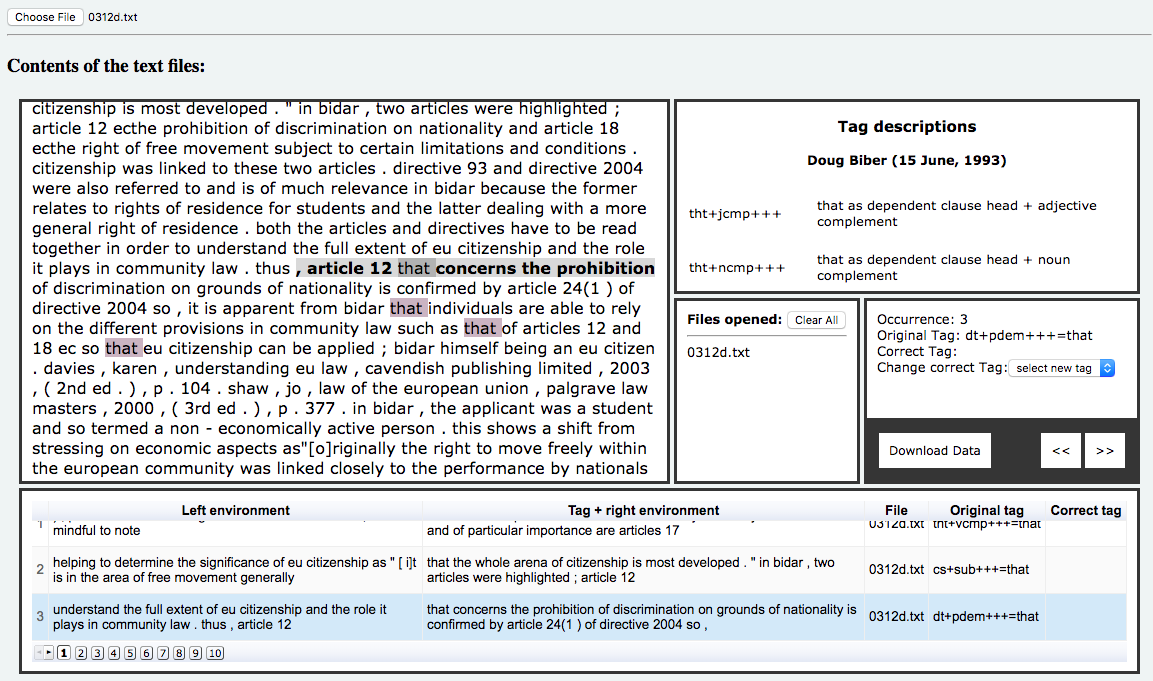 Choose File 0312d.txt
Contents of the text files:
citizenship is most developed . " in bidar , two articles were highlighted ;
article 12 ecthe prohibition of discrimination on nationality and article 18
ecthe right of free movement subject to certain limitations and conditions .
citizenship was linked to these two articles . directive 93 and directive 2004
were also referred to and is of much relevance in bidar because the former
relates to rights of residence for students and the latter dealing with a more
general right of residence . both the articles and directives have to be read
together in order to understand the full extent of eu citizenship and the role
it plays in community law . thus , article 12 that concerns the prohibition
of discrimination on grounds of nationality is confirmed by article 24(1 ) of
directive 2004 so , it is apparent from bidar that individuals are able to rely
on the different provisions in community law such as that of articles 12 and
18 ec so that eu citizenship can be applied ; bidar himself being an eu citizen
. davies , karen , understanding eu law , cavendish publishing limited , 2003
, ( 2nd ed . ) , p . 104 . shaw , jo , law of the european union , palgrave law
masters , 2000 , ( 3rd ed . ) , p . 377 . in bidar , the applicant was a student
and so termed a non - economically active person . this shows a shift from
stressing on economic aspects as"[o]riginally the right to move freely within
the european community was linked closely to the performance by nationals
Tag descriptions
Doug Biber (15 June, 1993)
tht+jcmp+++ that as dependent clause head + adjective
complement
tht+ncmp+++ that as dependent clause head + noun
complement
Files opened: Clear All
0312d.txt
Occurrence: 3
Original Tag: dt+pdem+++=that
Correct Tag:
Change correct Tag: select new tag
Download Data << >>
Left environment Tag + right environment File Original tag Correct tag
1 mindful to note and of particular importance are articles 17 0312d.txt tht+vcmp+++=that
2 helping to determine the significance of eu citizenship as " [ i]t
is in the area of free movement generally
that the whole arena of citizenship is most developed . " in bidar , two
articles were highlighted ; article 12
0312d.txt cs+sub+++=that
3 understand the full extent of eu citizenship and the role it
plays in community law . thus , article 12
that concerns the prohibition of discrimination on grounds of nationality is
confirmed by article 24(1 ) of directive 2004 so ,
0312d.txt dt+pdem+++=that
1 2 3 4 5 6 7 8 9 10